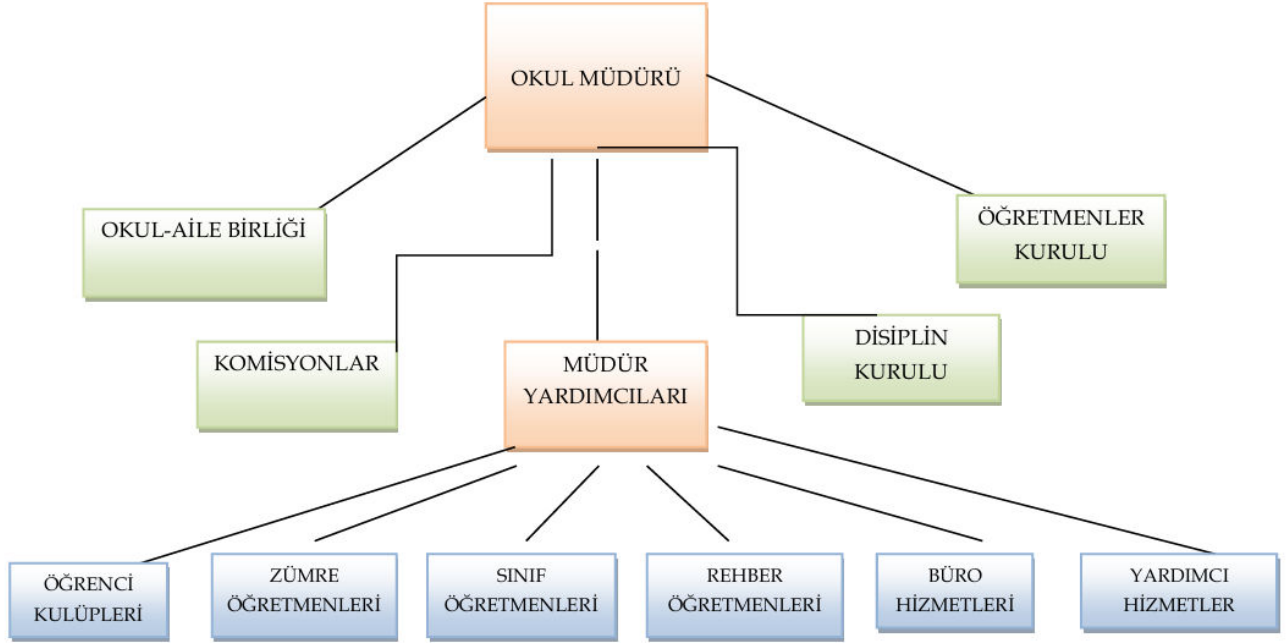 OKUL MÜDÜRÜ
OKUL-AİLE BİRLİĞİ
ÖĞRETMENLER
KURULU
KOMİSYONLAR
MÜDÜR
YARDIMCILARI
DİSİPLİN
KURULU
ÖĞRENCİ
KULÜPLERİ
ZÜMRE
ÖĞRETMENLERİ
SINIF
ÖĞRETMENLERİ
REHBER
ÖĞRETMENLERİ
BÜRO
HİZMETLERİ
YARDIMCI
HİZMETLER